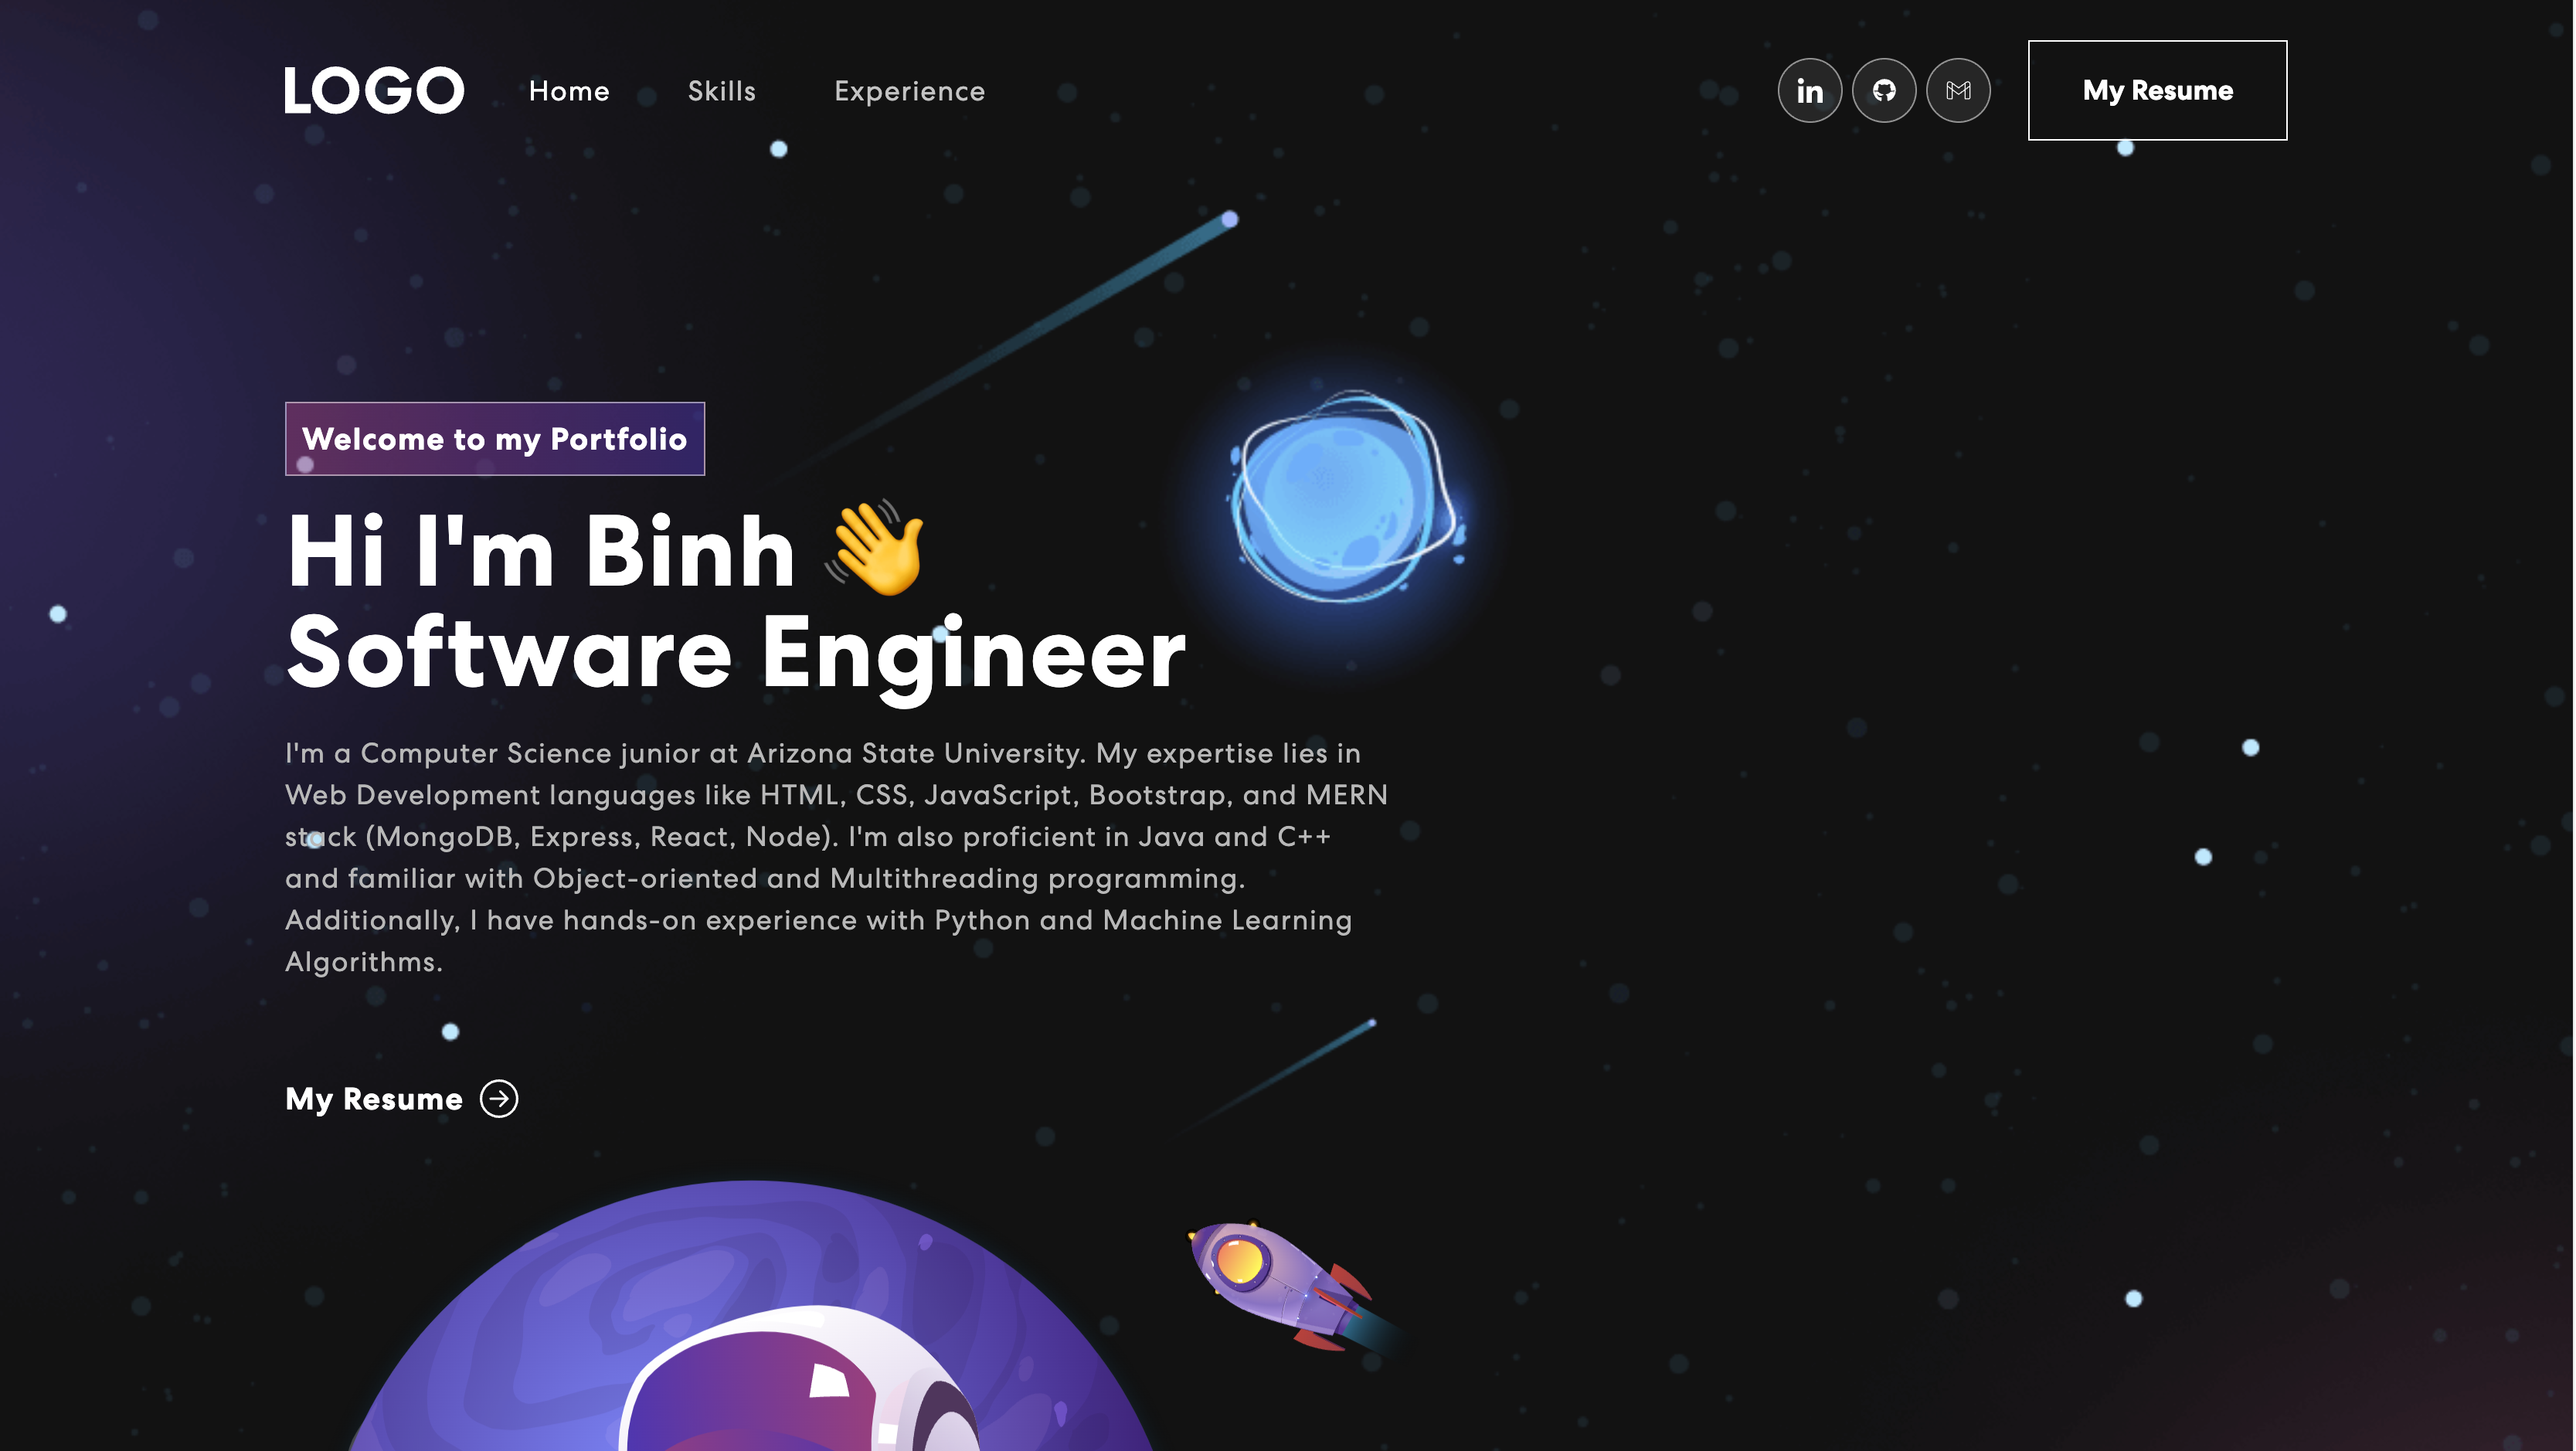 LOGO
Home
Skills
Experience
in
My Resume
Welcome to my Portfolio
Hi I'm Binh 👋
Software Engineer
I'm a Computer Science junior at Arizona State University. My expertise lies in
Web Development languages like HTML, CSS, JavaScript, Bootstrap, and MERN
stack (MongoDB, Express, React, Node). I'm also proficient in Java and C++
and familiar with Object-oriented and Multithreading programming.
Additionally, I have hands-on experience with Python and Machine Learning
Algorithms.
My Resume